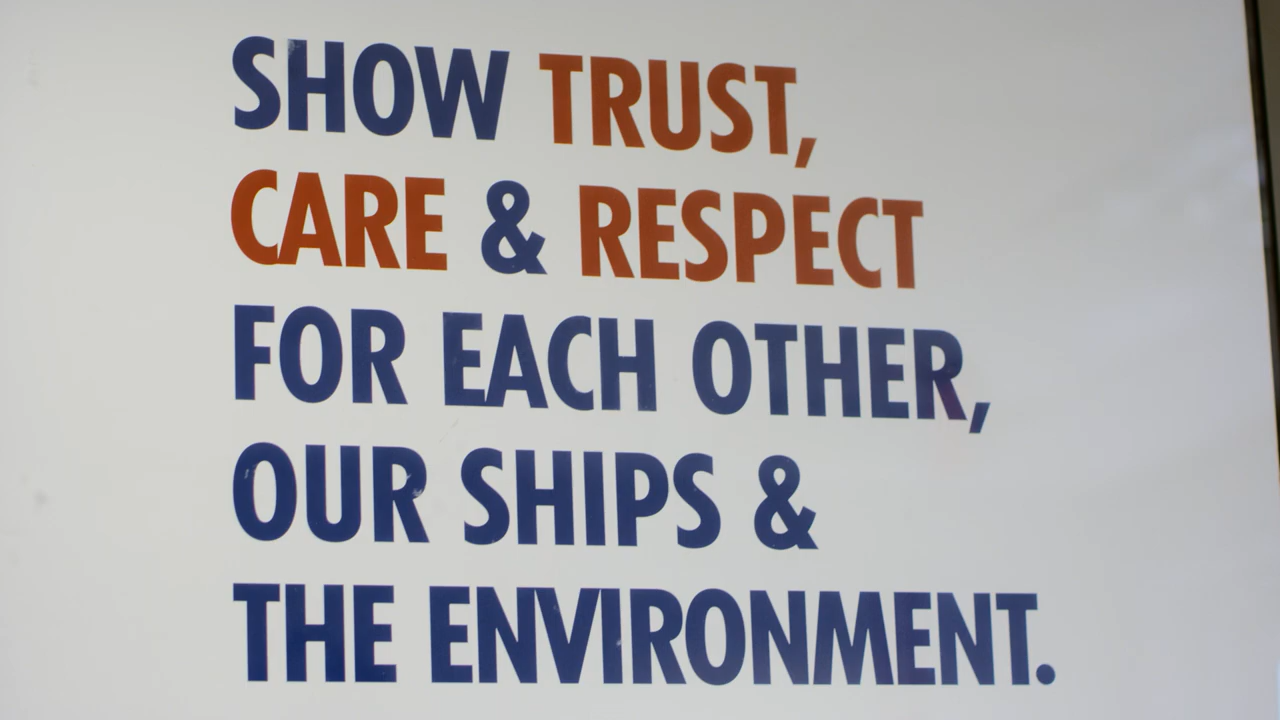 SHOW TRUST,
CARE & RESPECT
FOR EACH OTHER,
OUR SHIPS &
THE ENVIRONMENT.